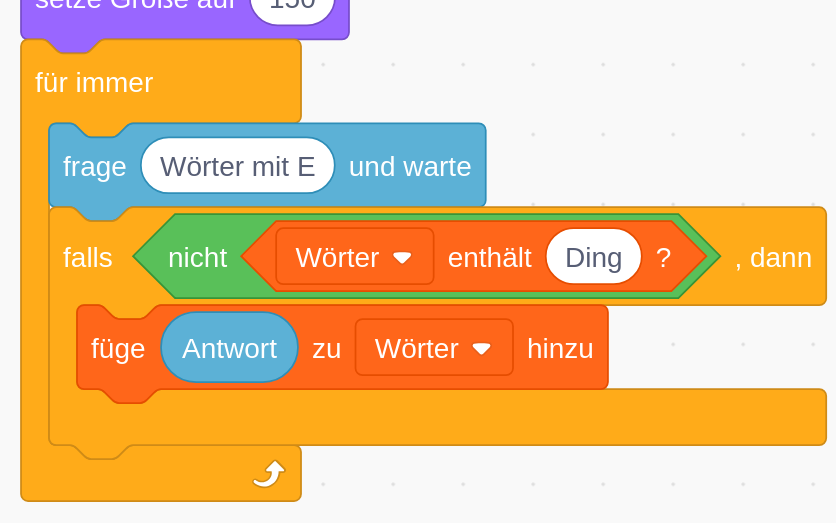 setze Größe auf 150
für immer
frage Wörter mit E und warte
falls nicht Wörter enthält Ding ? , dann
füge Antwort zu Wörter hinzu